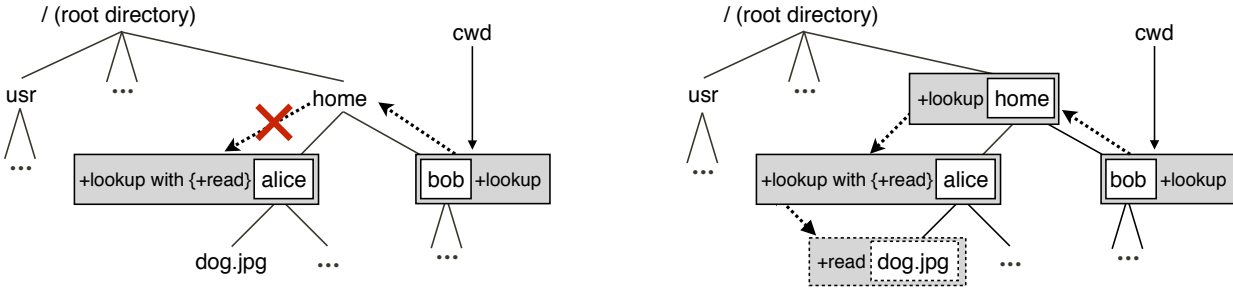 / (root directory)
cwd
usr
...
home
...
+lookup with {+read} alice
bob +lookup
dog.jpg
...
...
/ (root directory)
cwd
usr
...
+lookup home
...
+lookup with {+read} alice
bob +lookup
+read dog.jpg
...
...